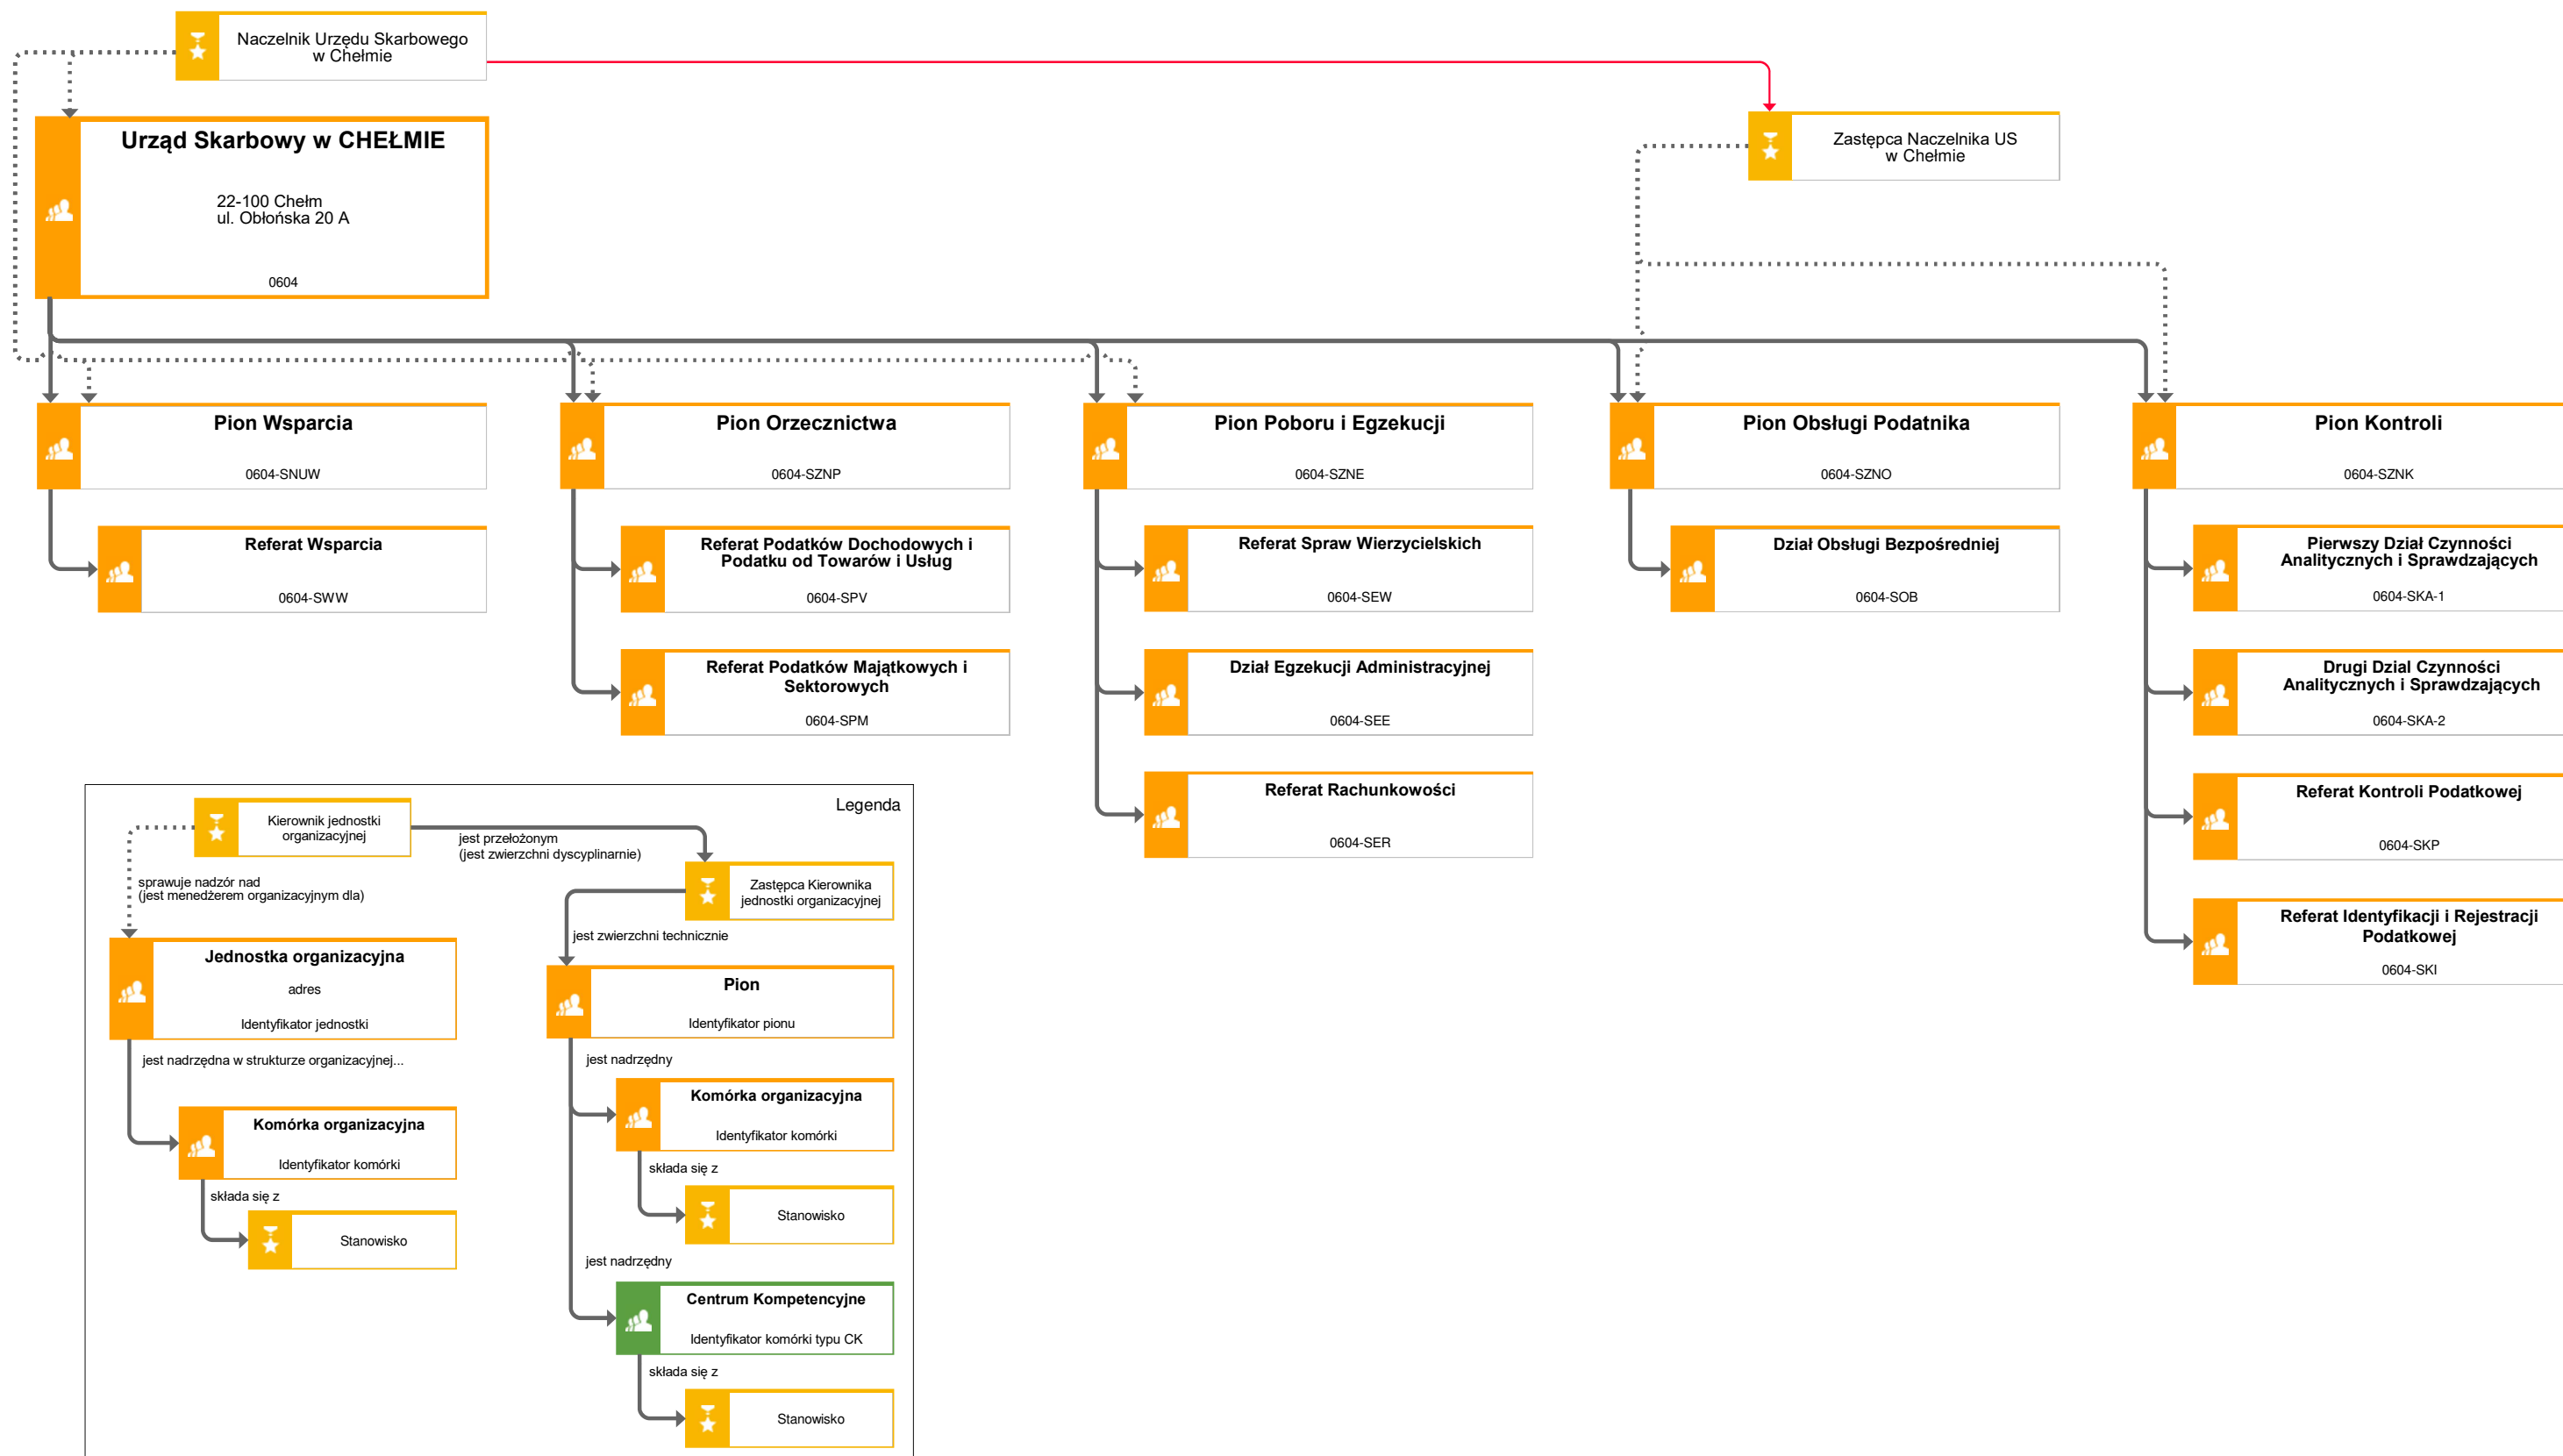 Naczelnik Urzędu Skarbowego
w Chełmie
Urząd Skarbowy w CHEŁMIE
22-100 Chełm
ul. Obłońska 20 A
0604
Zastępca Naczelnika US
w Chełmie
Pion Wsparcia
0604-SNUW
Referat Wsparcia
0604-SWW
Pion Orzecznictwa
0604-SZNP
Referat Podatków Dochodowych i
Podatku od Towarów i Usług
0604-SPV
Referat Podatków Majątkowych i
Sektorowych
0604-SPM
Pion Poboru i Egzekucji
0604-SZNE
Referat Spraw Wierzycielskich
0604-SEW
Dział Egzekucji Administracyjnej
0604-SEE
Referat Rachunkowości
0604-SER
Pion Obsługi Podatnika
0604-SZNO
Dział Obsługi Bezpośredniej
0604-SOB
Pion Kontroli
0604-SZNK
Pierwszy Dział Czynności
Analitycznych i Sprawdzających
0604-SKA-1
Drugi Dzial Czynności
Analitycznych i Sprawdzających
0604-SKA-2
Referat Kontroli Podatkowej
0604-SKP
Referat Identyfikacji i Rejestracji
Podatkowej
0604-SKI
Legenda
Kierownik jednostki
organizacyjnej
jest przełożonym
(jest zwierzchni dyscyplinarnie)
sprawuje nadzór nad
(jest menedżerem organizacyjnym dla)
Jednostka organizacyjna
adres
Identyfikator jednostki
jest nadrzędna w strukturze organizacyjnej...
Komórka organizacyjna
Identyfikator komórki
składa się z
Stanowisko
Zastępca Kierownika
jednostki organizacyjnej
jest zwierzchni technicznie
Pion
Identyfikator pionu
jest nadrzędny
Komórka organizacyjna
Identyfikator komórki
składa się z
Stanowisko
jest nadrzędny
Centrum Kompetencyjne
Identyfikator komórki typu CK
składa się z
Stanowisko